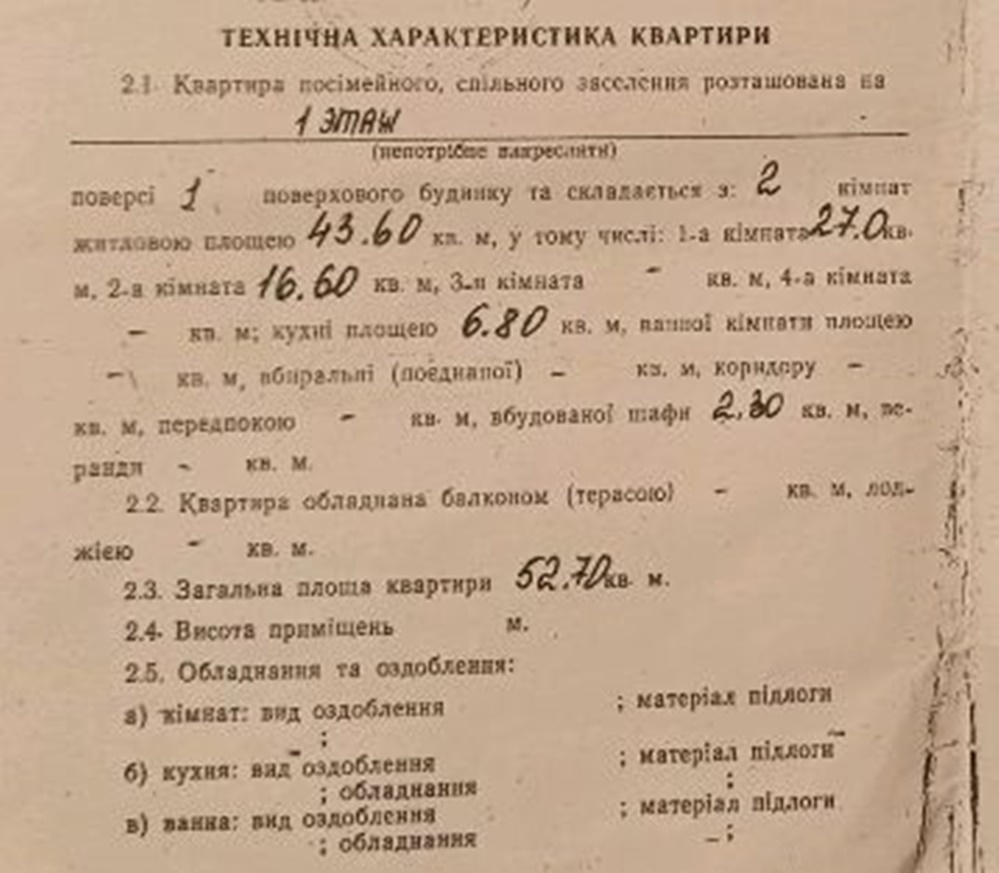 ТЕХНІЧНА ХАРАКТЕРИСТИКА КВАРТИРИ
2.1. Квартира посімейного, спільного заселення розташована на
1 ЭТАЖ
(непотрібне викреслити)
поверсі 1 поверхового будинку та складається з: 2 кімнат
житловою площею 43.60 кв. м, у тому числі: 1-а кімната 27.0 кв.
м, 2-а кімната 16.60 кв. м, 3-я кімната - кв. м, 4-а кімната
- кв. м; кухні площею 6.80 кв. м, ванної кімнати площею
- кв. м, вбиральні (поєднаної) - кв. м, коридору -
кв. м, передпокою - кв. м, вбудованої шафи 2.30 кв. м, ве-
ранди - кв. м.
2.2. Квартира обладнана балконом (терасою) - кв. м, лод-
жією - кв. м.
2.3. Загальна площа квартири 52.70 кв. м.
2.4. Висота приміщень м.
2.5. Обладнання та оздоблення:
а) кімнат: вид оздоблення ; матеріал підлоги
;
б) кухня: вид оздоблення ; матеріал підлоги
; обладнання ;
в) ванна: вид оздоблення ; матеріал підлоги
; обладнання - ;